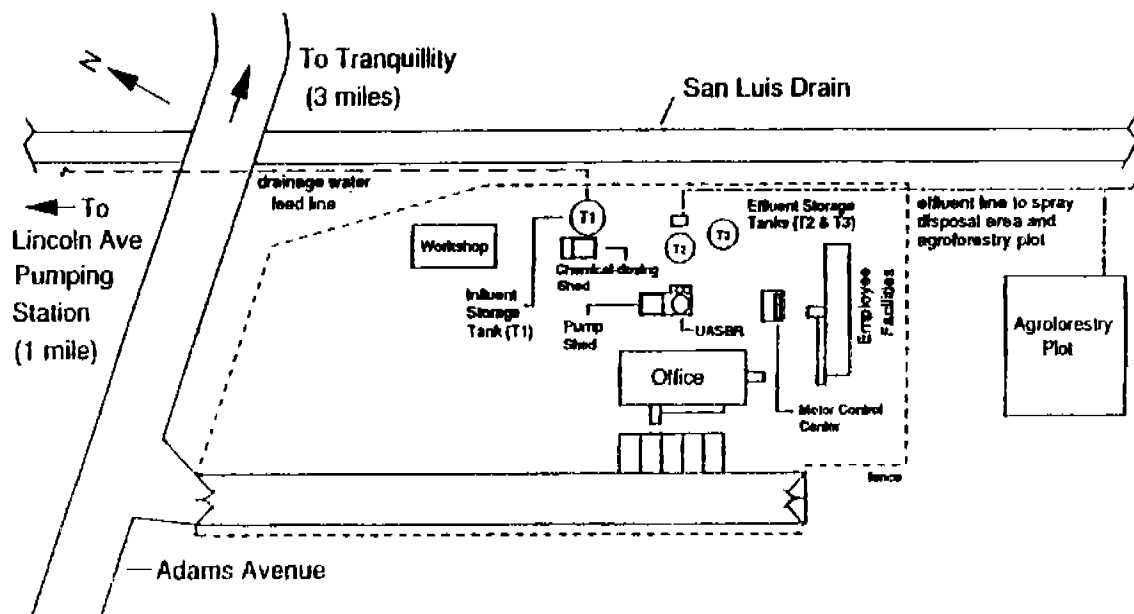 N
To Tranquillity
(3 miles)
San Luis Drain
drainage water
feed line
To
Lincoln Ave
Pumping
Station
(1 mile)
Workshop
T1
Chemical-dosing
Shed
Influent
Storage
Tank (T1)
Pump
Shed
UASBR
T2
T3
Effluent Storage
Tanks (T2 & T3)
effluent line to spray
disposal area and
agroforestry plot
Employee
Facilities
Agroforestry
Plot
Office
Motor Control
Center
fence
Adams Avenue